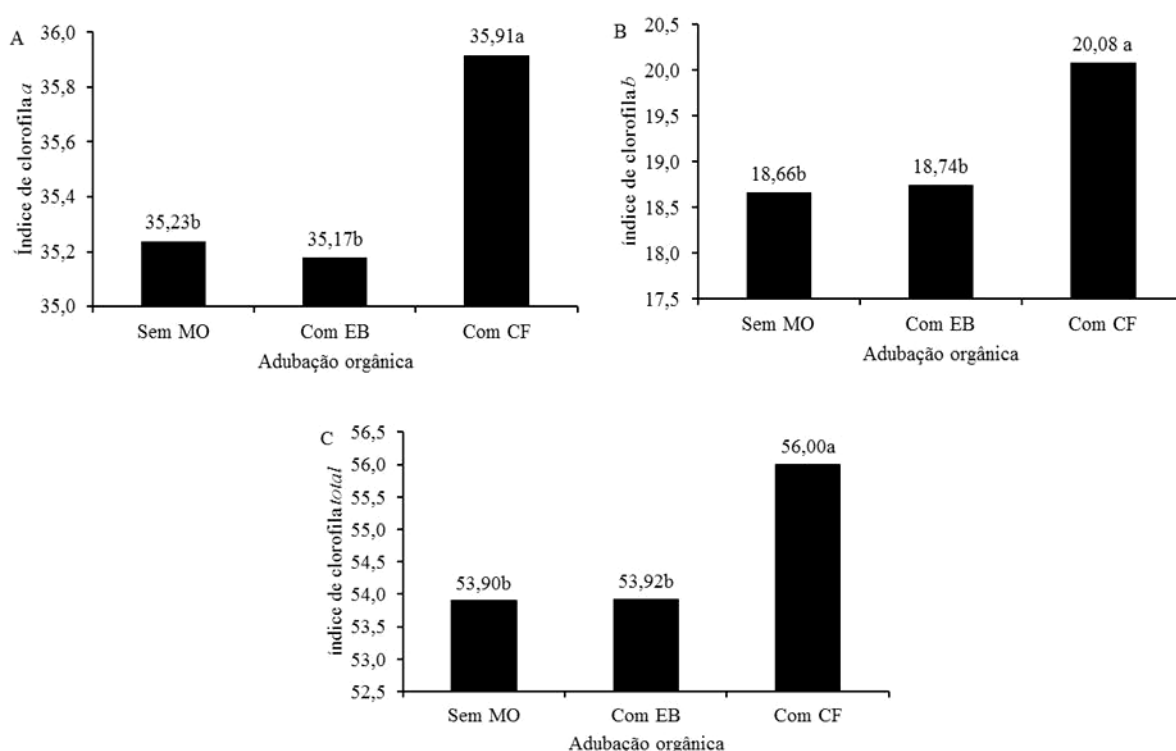 A
Índice de clorofila a
36,0
35,8
35,6
35,4
35,2
35,0
35,23b
35,17b
35,91a
Sem MO
Com EB
Com CF
Adubação orgânica
B
índice de clorofila b
20,5
20,0
19,5
19,0
18,5
18,0
17,5
18,66b
18,74b
20,08 a
Sem MO
Com EB
Com CF
Adubação orgânica
C
índice de clorofila total
56,5
56,0
55,5
55,0
54,5
54,0
53,5
53,0
52,5
53,90b
53,92b
56,00a
Sem MO
Com EB
Com CF
Adubação orgânica